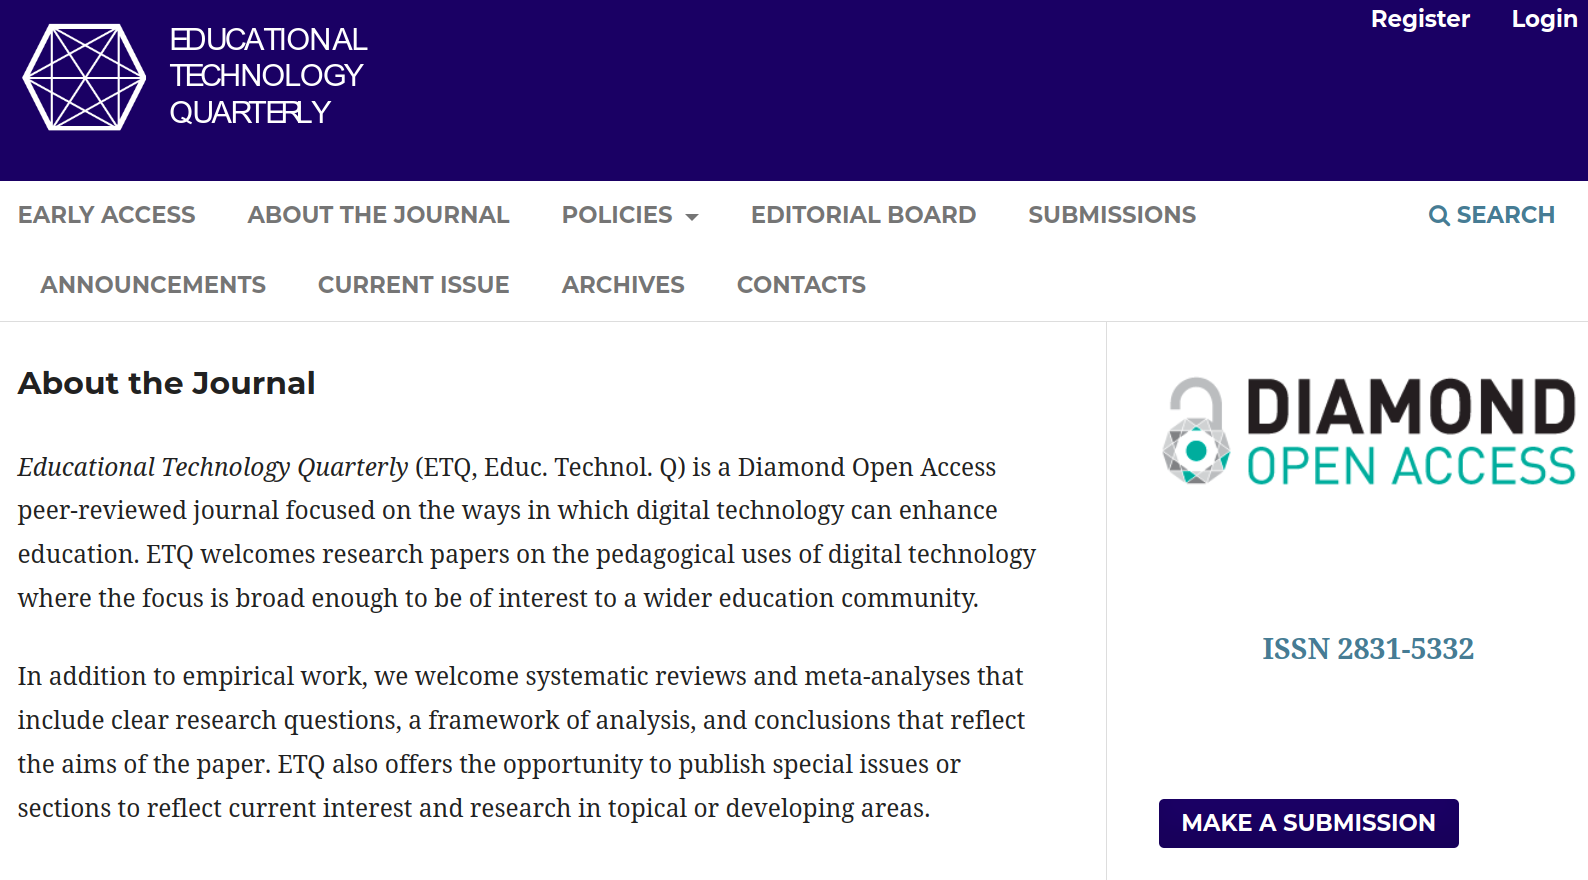 Register Login
EDUCATIONAL
TECHNOLOGY
QUARTERLY
EARLY ACCESS ABOUT THE JOURNAL POLICIES EDITORIAL BOARD SUBMISSIONS SEARCH
ANNOUNCEMENTS CURRENT ISSUE ARCHIVES CONTACTS
About the Journal
Educational Technology Quarterly (ETQ, Educ. Technol. Q) is a Diamond Open Access
peer-reviewed journal focused on the ways in which digital technology can enhance
education. ETQ welcomes research papers on the pedagogical uses of digital technology
where the focus is broad enough to be of interest to a wider education community.
In addition to empirical work, we welcome systematic reviews and meta-analyses that
include clear research questions, a framework of analysis, and conclusions that reflect
the aims of the paper. ETQ also offers the opportunity to publish special issues or
sections to reflect current interest and research in topical or developing areas.
DIAMOND
OPEN ACCESS
ISSN 2831-5332
MAKE A SUBMISSION